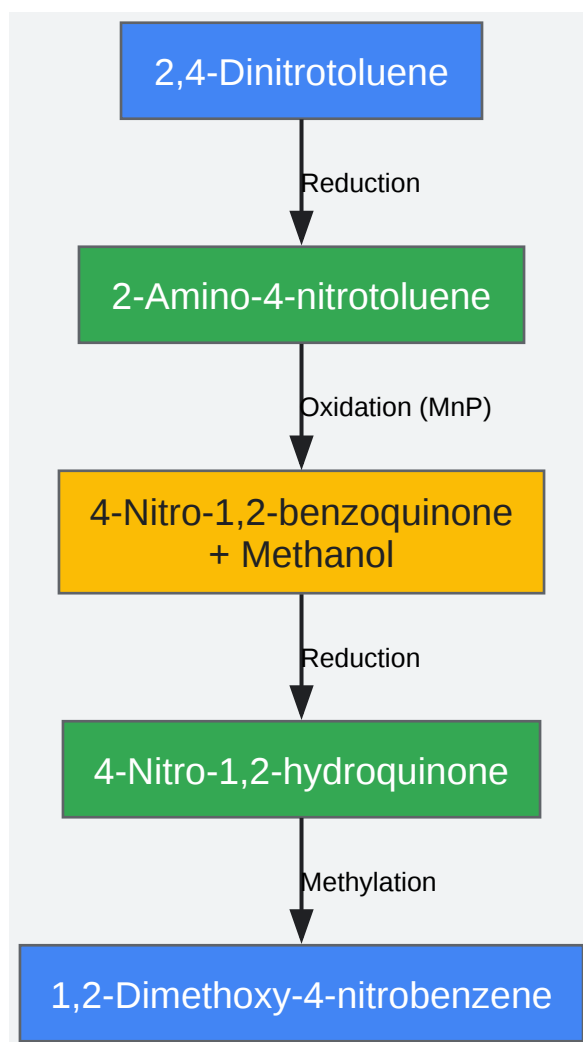 2,4-Dinitrotoluene
Reduction
2-Amino-4-nitrotoluene
Oxidation (MnP)
4-Nitro-1,2-benzoquinone
+ Methanol
Reduction
4-Nitro-1,2-hydroquinone
Methylation
1,2-Dimethoxy-4-nitrobenzene